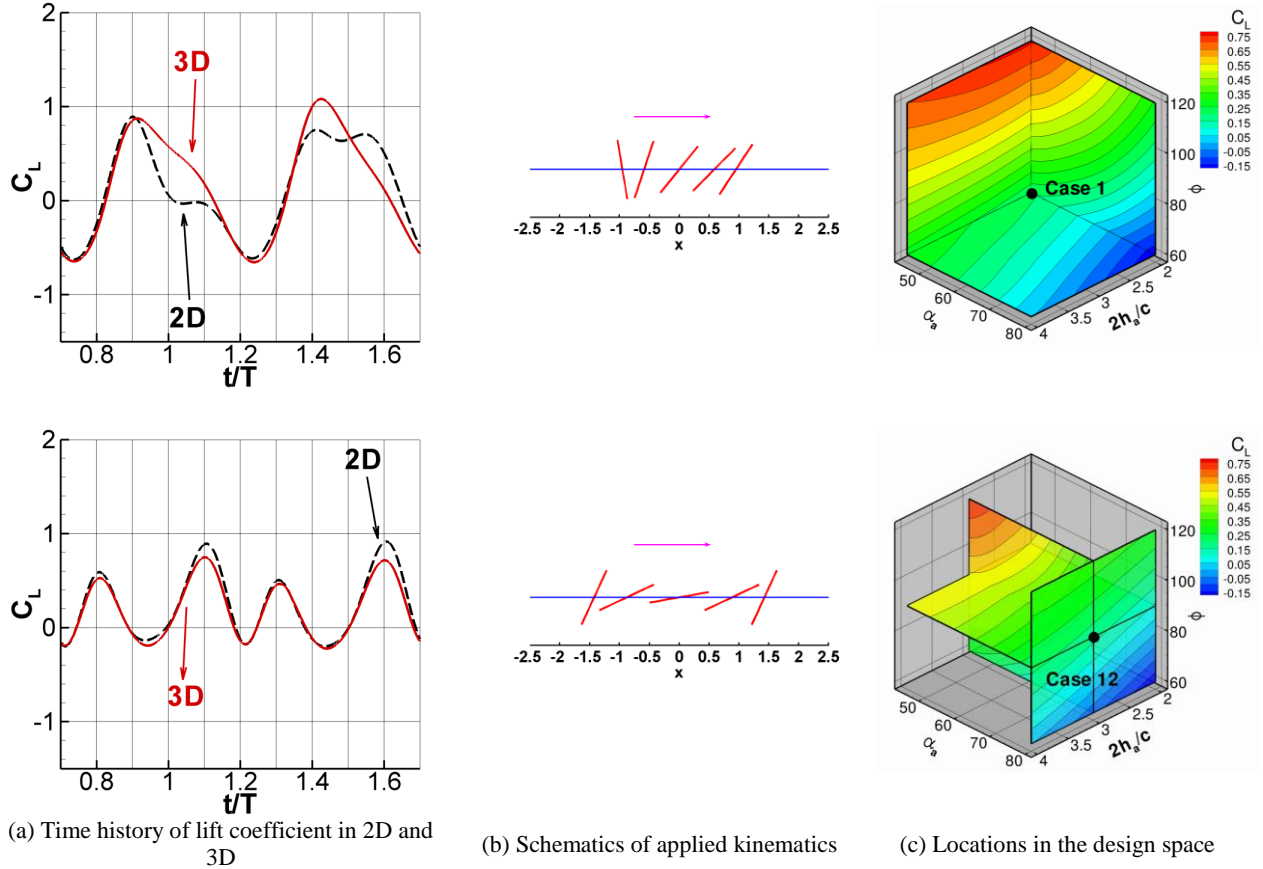 2
1
0
-1
C_L
3D
2D
0.8 1 1.2 1.4 1.6
t/T
-2.5 -2 -1.5 -1 -0.5 0 0.5 1 1.5 2 2.5
x
C_L
0.75
0.65
0.55
0.45
0.35
0.25
0.15
0.05
-0.05
-0.15
120
100
80
60
ϕ
Case 1
50 60 70 80
α_a
4 3.5 3 2.5 2
2h_a/c
2
1
0
-1
C_L
2D
3D
0.8 1 1.2 1.4 1.6
t/T
-2.5 -2 -1.5 -1 -0.5 0 0.5 1 1.5 2 2.5
x
C_L
0.75
0.65
0.55
0.45
0.35
0.25
0.15
0.05
-0.05
-0.15
120
100
80
60
ϕ
Case 12
50 60 70 80
α_a
4 3.5 3 2.5 2
2h_a/c
(a) Time history of lift coefficient in 2D and
3D
(b) Schematics of applied kinematics
(c) Locations in the design space